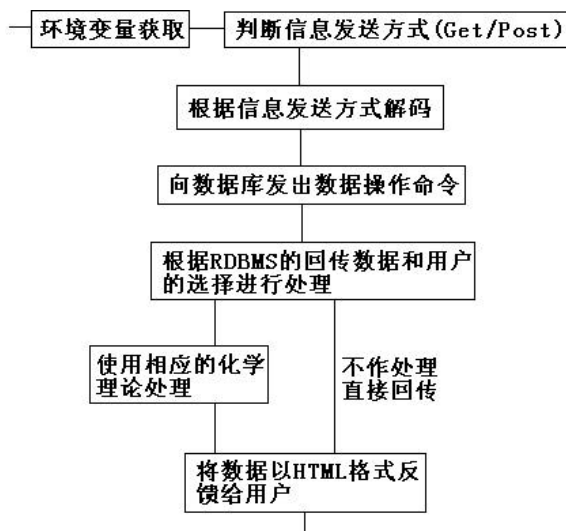 环境变量获取
判断信息发送方式(Get/Post)
根据信息发送方式解码
向数据库发出数据操作命令
根据RDBMS的回传数据和用户
的选择进行处理
使用相应的化学
理论处理
不作处理
直接回传
将数据以HTML格式反
馈给用户